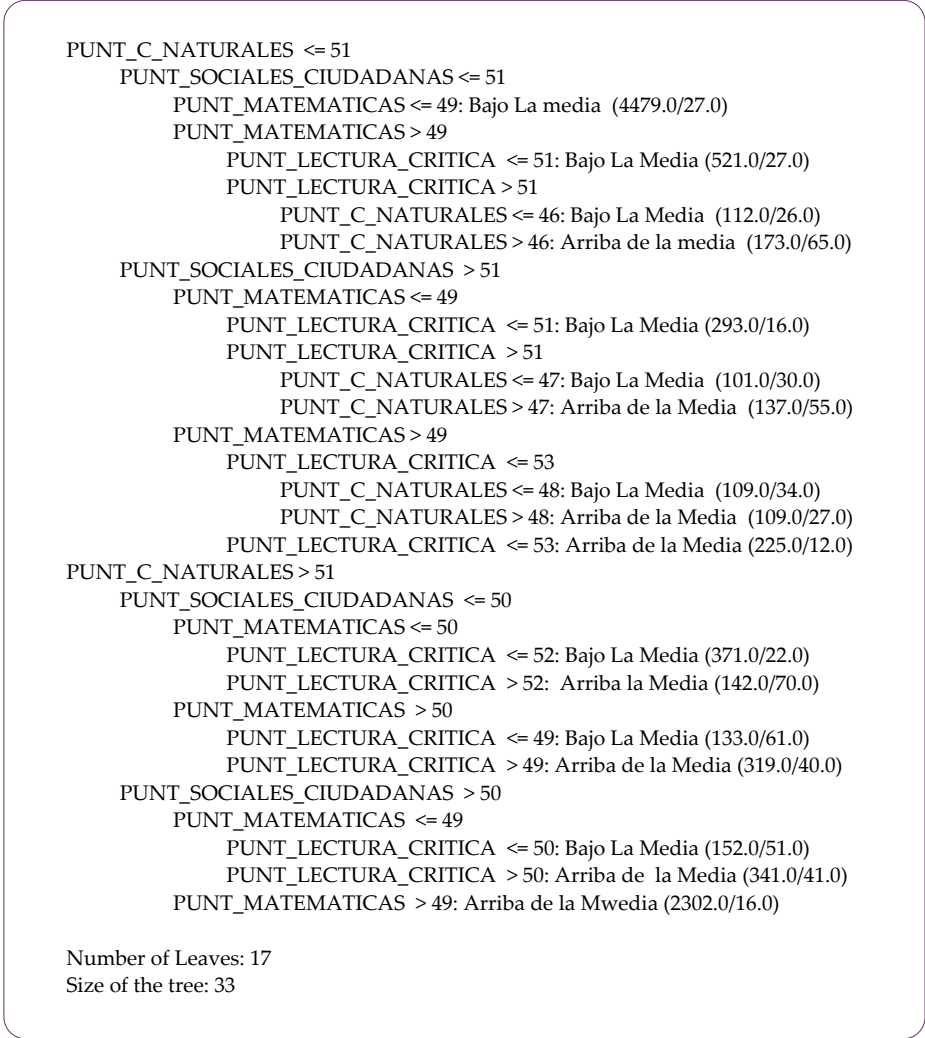 PUNT_C_NATURALES <= 51
PUNT_SOCIALES_CIUDADANAS <= 51
PUNT_MATEMATICAS <= 49: Bajo La media (4479.0/27.0)
PUNT_MATEMATICAS > 49
PUNT_LECTURA_CRITICA <= 51: Bajo La Media (521.0/27.0)
PUNT_LECTURA_CRITICA > 51
PUNT_C_NATURALES <= 46: Bajo La Media (112.0/26.0)
PUNT_C_NATURALES > 46: Arriba de la media (173.0/65.0)
PUNT_SOCIALES_CIUDADANAS > 51
PUNT_MATEMATICAS <= 49
PUNT_LECTURA_CRITICA <= 51: Bajo La Media (293.0/16.0)
PUNT_LECTURA_CRITICA > 51
PUNT_C_NATURALES <= 47: Bajo La Media (101.0/30.0)
PUNT_C_NATURALES > 47: Arriba de la Media (137.0/55.0)
PUNT_MATEMATICAS > 49
PUNT_LECTURA_CRITICA <= 53
PUNT_C_NATURALES <= 48: Bajo La Media (109.0/34.0)
PUNT_C_NATURALES > 48: Arriba de la Media (109.0/27.0)
PUNT_LECTURA_CRITICA <= 53: Arriba de la Media (225.0/12.0)
PUNT_C_NATURALES > 51
PUNT_SOCIALES_CIUDADANAS <= 50
PUNT_MATEMATICAS <= 50
PUNT_LECTURA_CRITICA <= 52: Bajo La Media (371.0/22.0)
PUNT_LECTURA_CRITICA > 52: Arriba la Media (142.0/70.0)
PUNT_MATEMATICAS > 50
PUNT_LECTURA_CRITICA <= 49: Bajo La Media (133.0/61.0)
PUNT_LECTURA_CRITICA > 49: Arriba de la Media (319.0/40.0)
PUNT_SOCIALES_CIUDADANAS > 50
PUNT_MATEMATICAS <= 49
PUNT_LECTURA_CRITICA <= 50: Bajo La Media (152.0/51.0)
PUNT_LECTURA_CRITICA > 50: Arriba de la Media (341.0/41.0)
PUNT_MATEMATICAS > 49: Arriba de la Mwedia (2302.0/16.0)
Number of Leaves: 17
Size of the tree: 33